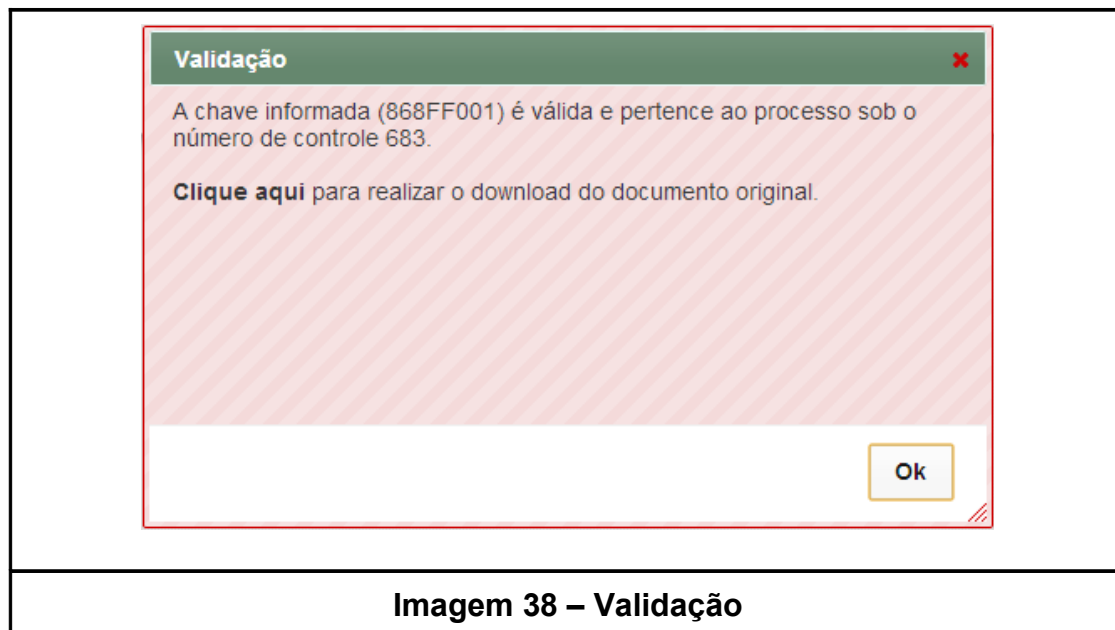 Validação
A chave informada (868FF001) é válida e pertence ao processo sob o
número de controle 683.
Clique aqui para realizar o download do documento original.
Ok
Imagem 38 – Validação